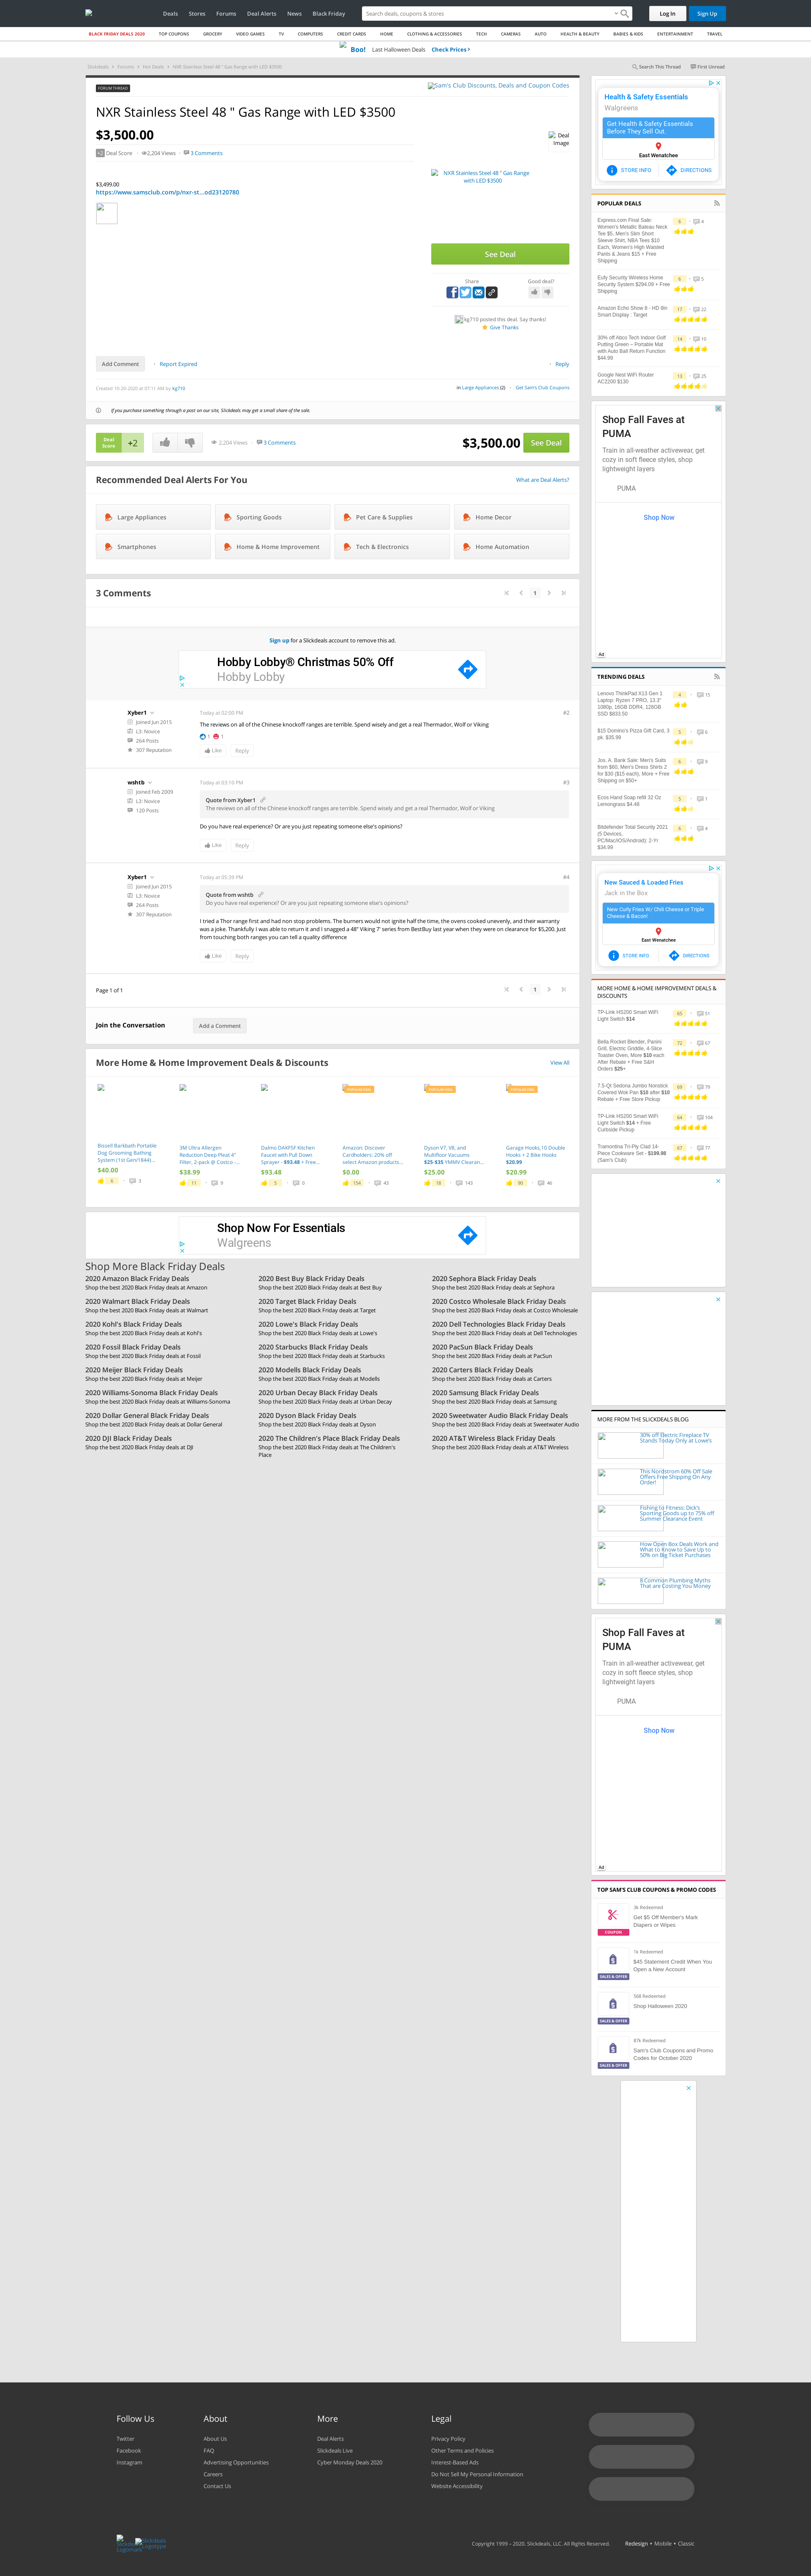 Deals Stores Forums Deal Alerts News Black Friday Search deals, coupons & stores Log In Sign Up
BLACK FRIDAY DEALS 2020 TOP COUPONS GROCERY VIDEO GAMES TV COMPUTERS CREDIT CARDS HOME CLOTHING & ACCESSORIES TECH CAMERAS AUTO HEALTH & BEAUTY BABIES & KIDS ENTERTAINMENT TRAVEL
Boo! Last Halloween Deals Check Prices
Slickdeals Forums Hot Deals NXR Stainless Steel 48 " Gas Range with LED $3500 Search This Thread First Unread
FORUM THREAD
Sam's Club Discounts, Deals and Coupon Codes
NXR Stainless Steel 48 " Gas Range with LED $3500
$3,500.00
+2 Deal Score 2,204 Views 3 Comments
Deal Image
$3,499.00
https://www.samsclub.com/p/nxr-st...od23120780
NXR Stainless Steel 48 " Gas Range with LED $3500
See Deal
Share Good deal?
kg710 posted this deal. Say thanks!
Give Thanks
Add Comment Report Expired Reply
Created 10-20-2020 at 07:11 AM by kg710 in Large Appliances (2) Get Sam's Club Coupons
If you purchase something through a post on our site, Slickdeals may get a small share of the sale.
Deal Score +2 2,204 Views 3 Comments $3,500.00 See Deal
Recommended Deal Alerts For You What are Deal Alerts?
Large Appliances Sporting Goods Pet Care & Supplies Home Decor
Smartphones Home & Home Improvement Tech & Electronics Home Automation
3 Comments 1
Sign up for a Slickdeals account to remove this ad.
Hobby Lobby® Christmas 50% Off
Hobby Lobby
Xyber1 Today at 02:00 PM #2
Joined Jun 2015
L3: Novice
264 Posts
307 Reputation
The reviews on all of the Chinese knockoff ranges are terrible. Spend wisely and get a real Thermador, Wolf or Viking
1 1
Like Reply
wshtb Today at 03:10 PM #3
Joined Feb 2009
L3: Novice
120 Posts
Quote from Xyber1
The reviews on all of the Chinese knockoff ranges are terrible. Spend wisely and get a real Thermador, Wolf or Viking
Do you have real experience? Or are you just repeating someone else's opinions?
Like Reply
Xyber1 Today at 05:39 PM #4
Joined Jun 2015
L3: Novice
264 Posts
307 Reputation
Quote from wshtb
Do you have real experience? Or are you just repeating someone else's opinions?
I tried a Thor range first and had non stop problems. The burners would not ignite half the time, the overs cooked unevenly, and their warranty
was a joke. Thankfully I was able to return it and I snagged a 48" Viking 7' series from BestBuy last year when they were on clearance for $5,200. Just
from touching both ranges you can tell a quality difference
Like Reply
Page 1 of 1 1
Join the Conversation Add a Comment
More Home & Home Improvement Deals & Discounts View All
Bissell Barkbath Portable Dog Grooming Bathing System (1st Gen/1844)...
$40.00
6 3
3M Ultra Allergen Reduction Deep Pleat 4" Filter, 2-pack @ Costco -...
$38.99
11 9
Dalmo DAKF5F Kitchen Faucet with Pull Down Sprayer - $93.48 + Free...
$93.48
5 0
Amazon: Discover Cardholders: 20% off select Amazon products...
$0.00
154 43
Dyson V7, V8, and Multifloor Vacuums $25-$35 YMMV Clearan...
$25.00
18 143
Garage Hooks,10 Double Hooks + 2 Bike Hooks $20.99
$20.99
90 46
Shop Now For Essentials
Walgreens
Shop More Black Friday Deals
2020 Amazon Black Friday Deals 2020 Best Buy Black Friday Deals 2020 Sephora Black Friday Deals
Shop the best 2020 Black Friday deals at Amazon Shop the best 2020 Black Friday deals at Best Buy Shop the best 2020 Black Friday deals at Sephora
2020 Walmart Black Friday Deals 2020 Target Black Friday Deals 2020 Costco Wholesale Black Friday Deals
Shop the best 2020 Black Friday deals at Walmart Shop the best 2020 Black Friday deals at Target Shop the best 2020 Black Friday deals at Costco Wholesale
2020 Kohl's Black Friday Deals 2020 Lowe's Black Friday Deals 2020 Dell Technologies Black Friday Deals
Shop the best 2020 Black Friday deals at Kohl's Shop the best 2020 Black Friday deals at Lowe's Shop the best 2020 Black Friday deals at Dell Technologies
2020 Fossil Black Friday Deals 2020 Starbucks Black Friday Deals 2020 PacSun Black Friday Deals
Shop the best 2020 Black Friday deals at Fossil Shop the best 2020 Black Friday deals at Starbucks Shop the best 2020 Black Friday deals at PacSun
2020 Meijer Black Friday Deals 2020 Modells Black Friday Deals 2020 Carters Black Friday Deals
Shop the best 2020 Black Friday deals at Meijer Shop the best 2020 Black Friday deals at Modells Shop the best 2020 Black Friday deals at Carters
2020 Williams-Sonoma Black Friday Deals 2020 Urban Decay Black Friday Deals 2020 Samsung Black Friday Deals
Shop the best 2020 Black Friday deals at Williams-Sonoma Shop the best 2020 Black Friday deals at Urban Decay Shop the best 2020 Black Friday deals at Samsung
2020 Dollar General Black Friday Deals 2020 Dyson Black Friday Deals 2020 Sweetwater Audio Black Friday Deals
Shop the best 2020 Black Friday deals at Dollar General Shop the best 2020 Black Friday deals at Dyson Shop the best 2020 Black Friday deals at Sweetwater Audio
2020 DJI Black Friday Deals 2020 The Children's Place Black Friday Deals 2020 AT&T Wireless Black Friday Deals
Shop the best 2020 Black Friday deals at DJI Shop the best 2020 Black Friday deals at The Children's Place Shop the best 2020 Black Friday deals at AT&T Wireless
Health & Safety Essentials
Walgreens
Get Health & Safety Essentials
Before They Sell Out.
East Wenatchee
STORE INFO DIRECTIONS
POPULAR DEALS
Express.com Final Sale: Women's Metallic Bateau Neck Tee $5, Men's Slim Short Sleeve Shirt, NBA Tees $10 Each, Women's High Waisted Pants & Jeans $15 + Free Shipping 6 4
Eufy Security Wireless Home Security System $294.09 + Free Shipping 6 5
Amazon Echo Show 8 - HD 8in Smart Display : Target 17 22
30% off Abco Tech Indoor Golf Putting Green – Portable Mat with Auto Ball Return Function $44.99 14 10
Google Nest WiFi Router AC2200 $130 13 25
Shop Fall Faves at
PUMA
Train in all-weather activewear, get
cozy in soft fleece styles, shop
lightweight layers
PUMA
Shop Now
Ad
TRENDING DEALS
Lenovo ThinkPad X13 Gen 1 Laptop: Ryzen 7 PRO, 13.3" 1080p, 16GB DDR4, 128GB SSD $833.50 4 15
$15 Domino's Pizza Gift Card, 3 pk. $35.99 5 6
Jos. A. Bank Sale: Men's Suits from $60, Men's Dress Shirts 2 for $30 ($15 each), More + Free Shipping on $50+ 6 9
Ecos Hand Soap refill 32 Oz Lemongrass $4.48 5 1
Bitdefender Total Security 2021 (5 Devices, PC/Mac/IOS/Android): 2-Yr $34.99 6 4
New Sauced & Loaded Fries
Jack in the Box
New Curly Fries W/ Chili Cheese or Triple
Cheese & Bacon!
East Wenatchee
STORE INFO DIRECTIONS
MORE HOME & HOME IMPROVEMENT DEALS &
DISCOUNTS
TP-Link HS200 Smart WiFi Light Switch $14 65 51
Bella Rocket Blender, Panini Grill, Electric Griddle, 4-Slice Toaster Oven, More $10 each After Rebate + Free S&H Orders $25+ 72 67
7.5-Qt Sedona Jumbo Nonstick Covered Wok Pan $10 after $10 Rebate + Free Store Pickup 69 79
TP-Link HS200 Smart WiFi Light Switch $14 + Free Curbside Pickup 64 104
Tramontina Tri-Ply Clad 14-Piece Cookware Set - $199.98 (Sam's Club) 67 77
MORE FROM THE SLICKDEALS BLOG
30% off Electric Fireplace TV Stands Today Only at Lowe's
This Nordstrom 60% Off Sale Offers Free Shipping On Any Order!
Fishing to Fitness: Dick's Sporting Goods up to 75% off Summer Clearance Event
How Open Box Deals Work and What to Know to Save Up to 50% on Big Ticket Purchases
8 Common Plumbing Myths That are Costing You Money
Shop Fall Faves at
PUMA
Train in all-weather activewear, get
cozy in soft fleece styles, shop
lightweight layers
PUMA
Shop Now
Ad
TOP SAM'S CLUB COUPONS & PROMO CODES
3k Redeemed
Get $5 Off Member's Mark Diapers or Wipes
COUPON
1k Redeemed
$45 Statement Credit When You Open a New Account
SALES & OFFER
568 Redeemed
Shop Halloween 2020
SALES & OFFER
87k Redeemed
Sam's Club Coupons and Promo Codes for October 2020
SALES & OFFER
Follow Us About More Legal
Twitter About Us Deal Alerts Privacy Policy
Facebook FAQ Slickdeals Live Other Terms and Policies
Instagram Advertising Opportunities Cyber Monday Deals 2020 Interest-Based Ads
Careers Do Not Sell My Personal Information
Contact Us Website Accessibility
Copyright 1999 – 2020. Slickdeals, LLC. All Rights Reserved. Redesign • Mobile • Classic